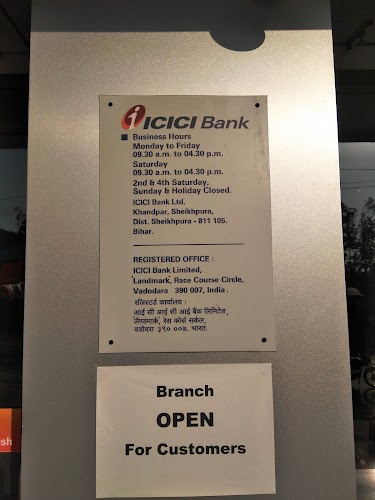 i ICICI Bank
Business Hours
Monday to Friday
09.30 a.m. to 04.30 p.m.
Saturday
09.30 a.m. to 04.30 p.m.
2nd & 4th Saturday,
Sunday & Holiday Closed.
ICICI Bank Ltd.
Khandpar, Sheikhpura,
Dist. Sheikhpura - 811 105.
Bihar.
REGISTERED OFFICE :
ICICI Bank Limited,
'Landmark,' Race Course Circle,
Vadodara 390 007, India.
रजिस्टर्ड कार्यालय :
आई सी आई सी आई बैंक लिमिटेड,
लैण्डमार्क, रेस कोर्स सर्कल,
वडोदरा ३९० ००७. भारत.
Branch
OPEN
For Customers
sh